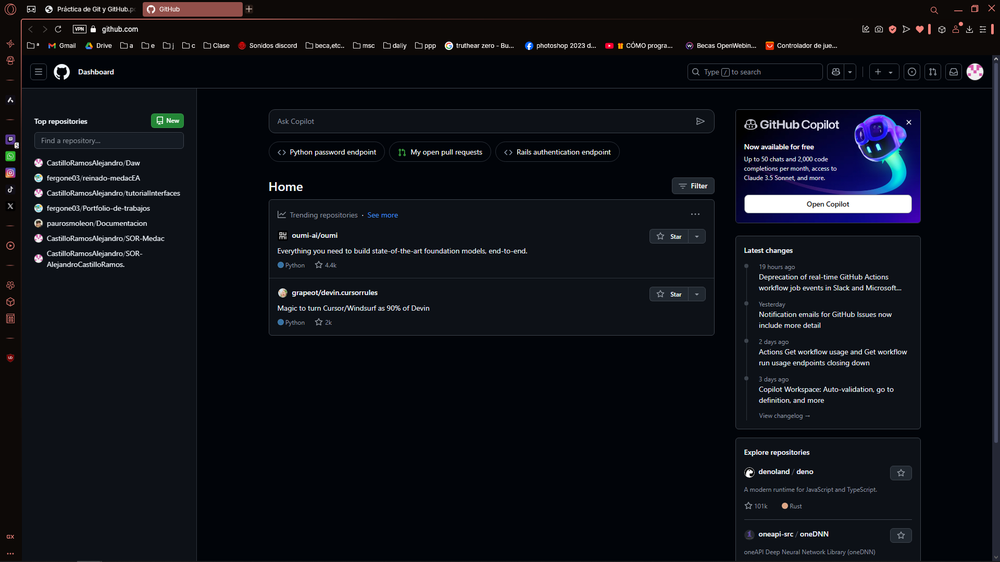 Práctica de Git y GitHub.p
GitHub
VPN
github.com
a
Gmail
Drive
a
e
j
c
Clase
Sonidos discord
beca,etc..
msc
daliy
ppp
truthear zero - Bu...
photoshop 2023 d...
CÓMO progra...
Becas OpenWebin...
Controlador de jue...
Dashboard
Type / to search
Top repositories
New
Find a repository...
CastilloRamosAlejandro/Daw
fergone03/reinado-medacEA
CastilloRamosAlejandro/tutorialInterfaces
fergone03/Portfolio-de-trabajos
paurosmoleon/Documentacion
CastilloRamosAlejandro/SOR-Medac
CastilloRamosAlejandro/SOR-
AlejandroCastilloRamos.
5
GX
Ask Copilot
Python password endpoint
My open pull requests
Rails authentication endpoint
Home
Filter
Trending repositories · See more
oumi-ai/oumi
Star
Everything you need to build state-of-the-art foundation models, end-to-end.
Python
4.4k
grapeot/devin.cursorrules
Star
Magic to turn Cursor/Windsurf as 90% of Devin
Python
2k
GitHub Copilot
Now available for free
Up to 50 chats and 2,000 code
completions per month, access to
Claude 3.5 Sonnet, and more.
Open Copilot
Latest changes
19 hours ago
Deprecation of real-time GitHub Actions
workflow job events in Slack and Microsoft...
Yesterday
Notification emails for GitHub Issues now
include more detail
2 days ago
Actions Get workflow usage and Get workflow
run usage endpoints closing down
3 days ago
Copilot Workspace: Auto-validation, go to
definition, and more
View changelog →
Explore repositories
denoland / deno
A modern runtime for JavaScript and TypeScript.
101k
Rust
oneapi-src / oneDNN
oneAPI Deep Neural Network Library (oneDNN)